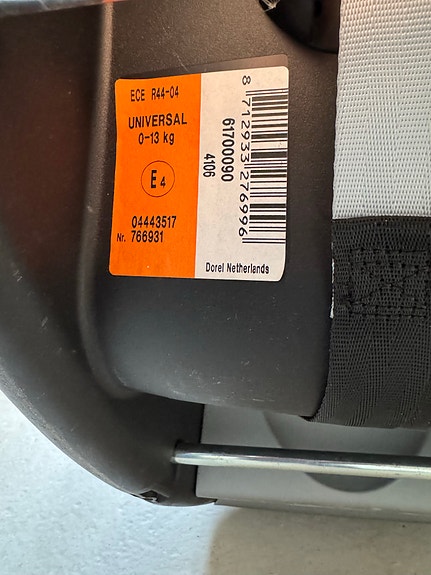 ECE R44-04
UNIVERSAL
0-13 kg
E4
04443517
Nr. 766931
61700090
4106
8 712933 276996
Dorel Netherlands